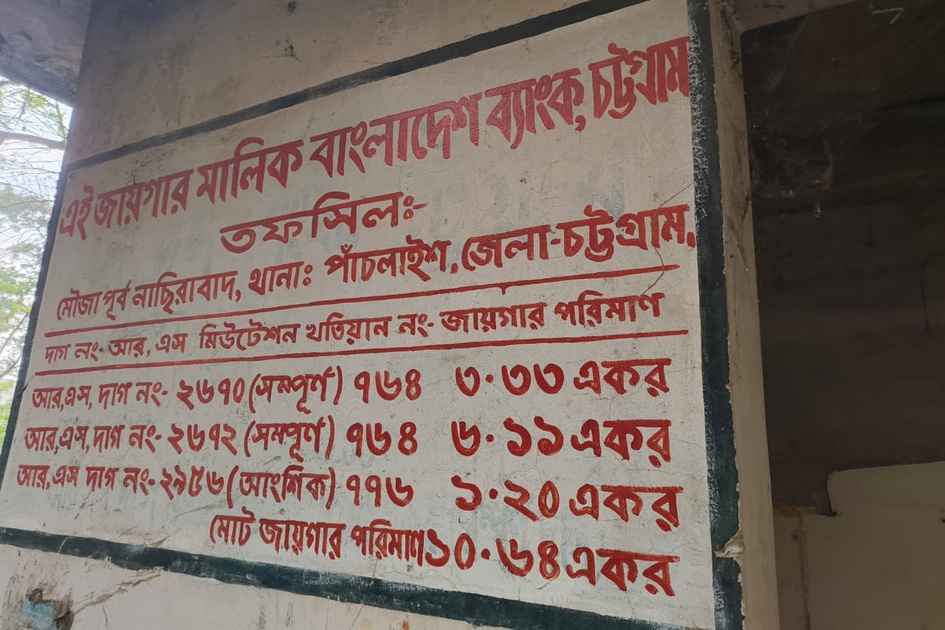 এই জায়গার মালিক বাংলাদেশ ব্যাংক, চট্টগ্রাম
তফসিলঃ-
মৌজা পূর্ব নাছিরাবাদ, থানাঃ পাঁচলাইশ, জেলা-চট্টগ্রাম.
দাগ নং- আর, এস মিউটেশন খতিয়ান নং- জায়গার পরিমাণ
আর,এস, দাগ নং- ২৬৭০ (সম্পূর্ণ) ৭৬৪ ৩·৩৩ একর
আর,এস,দাগ নং- ২৬৭২ (সম্পূর্ণ) ৭৬৪ ৬·১১ একর
আর,এস দাগ নং- ২৯৫৬ (আংশিক) ৭৭৬ ১·২০ একর
মোট জায়গার পরিমাণ ১০·৬৪ একর